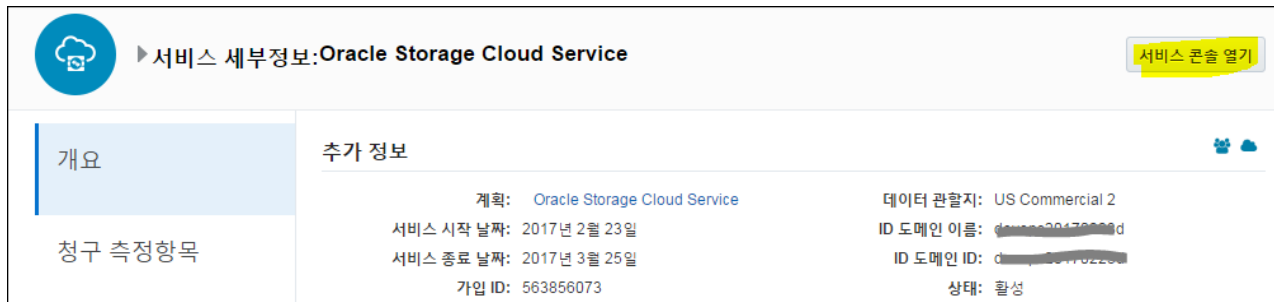 서비스 세부정보:Oracle Storage Cloud Service
서비스 콘솔 열기
개요
청구 측정항목
추가 정보
계획: Oracle Storage Cloud Service
서비스 시작 날짜: 2017년 2월 23일
서비스 종료 날짜: 2017년 3월 25일
가입 ID: 563856073
데이터 관할지: US Commercial 2
ID 도메인 이름:
ID 도메인 ID:
상태: 활성